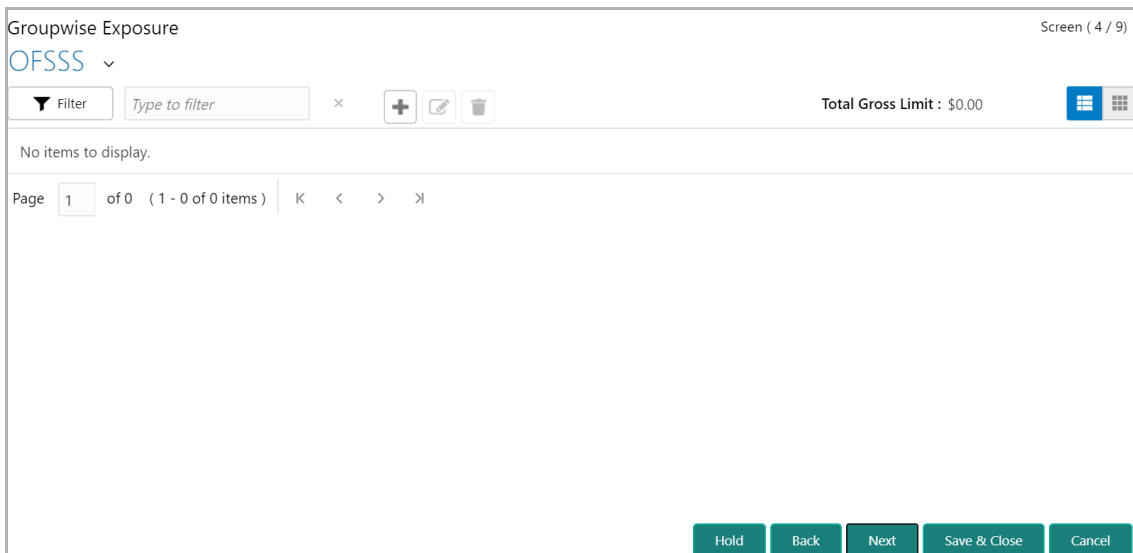 Groupwise Exposure
Screen ( 4 / 9)
OFSSS
Filter
Type to filter
Total Gross Limit : $0.00
No items to display.
Page 1 of 0 ( 1 - 0 of 0 items )
Hold
Back
Next
Save & Close
Cancel